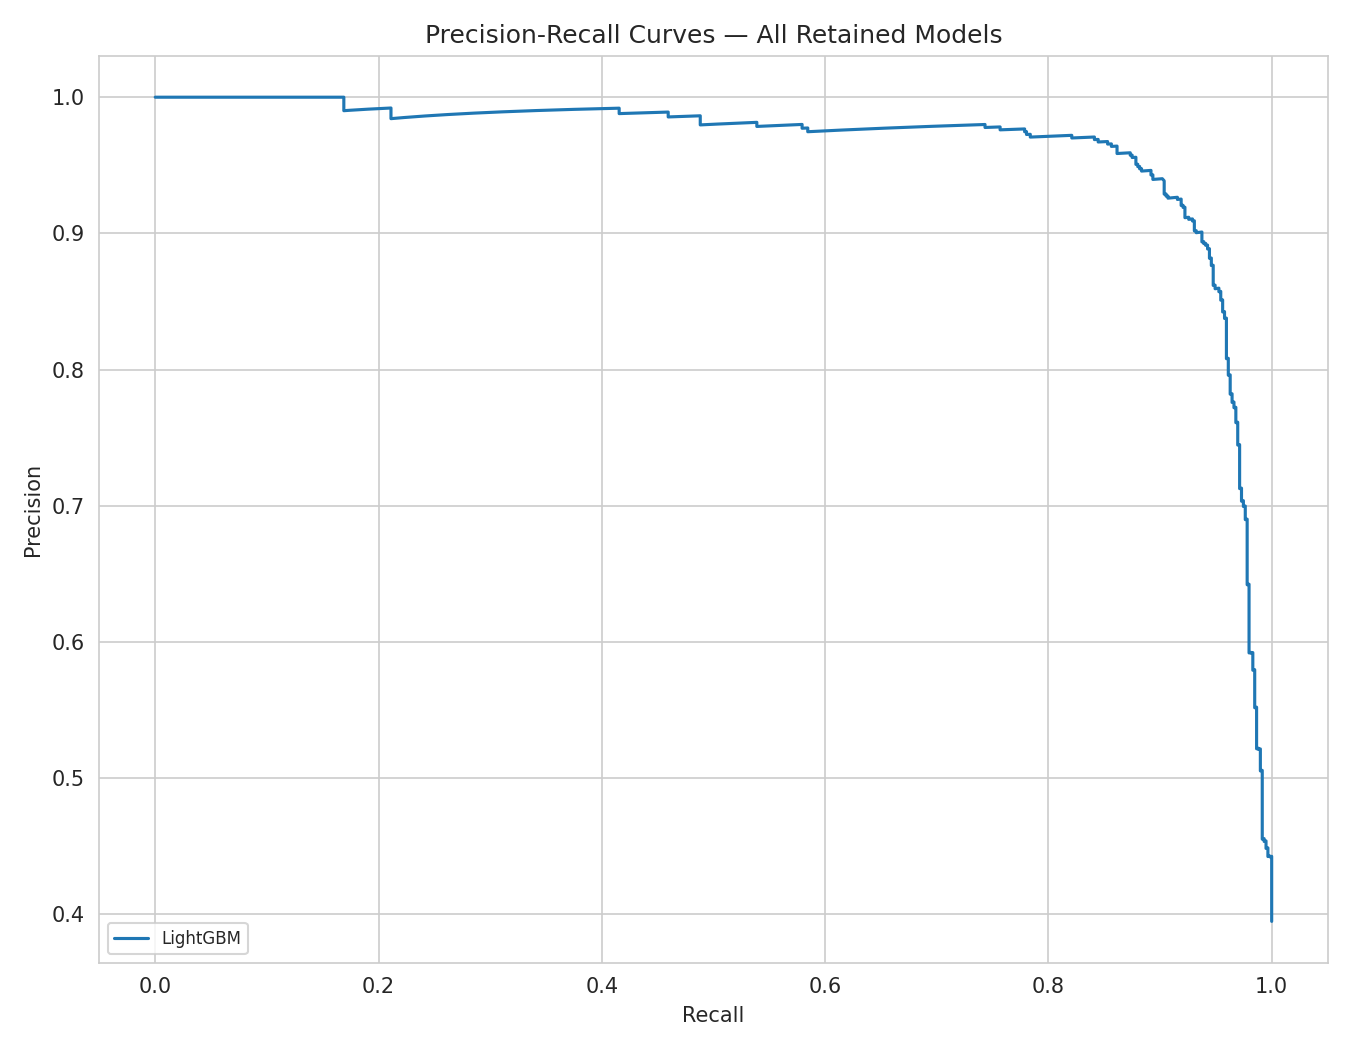 Precision-Recall Curves — All Retained Models
1.0
0.9
0.8
0.7
0.6
0.5
0.4
Precision
LightGBM
0.0 0.2 0.4 0.6 0.8 1.0
Recall